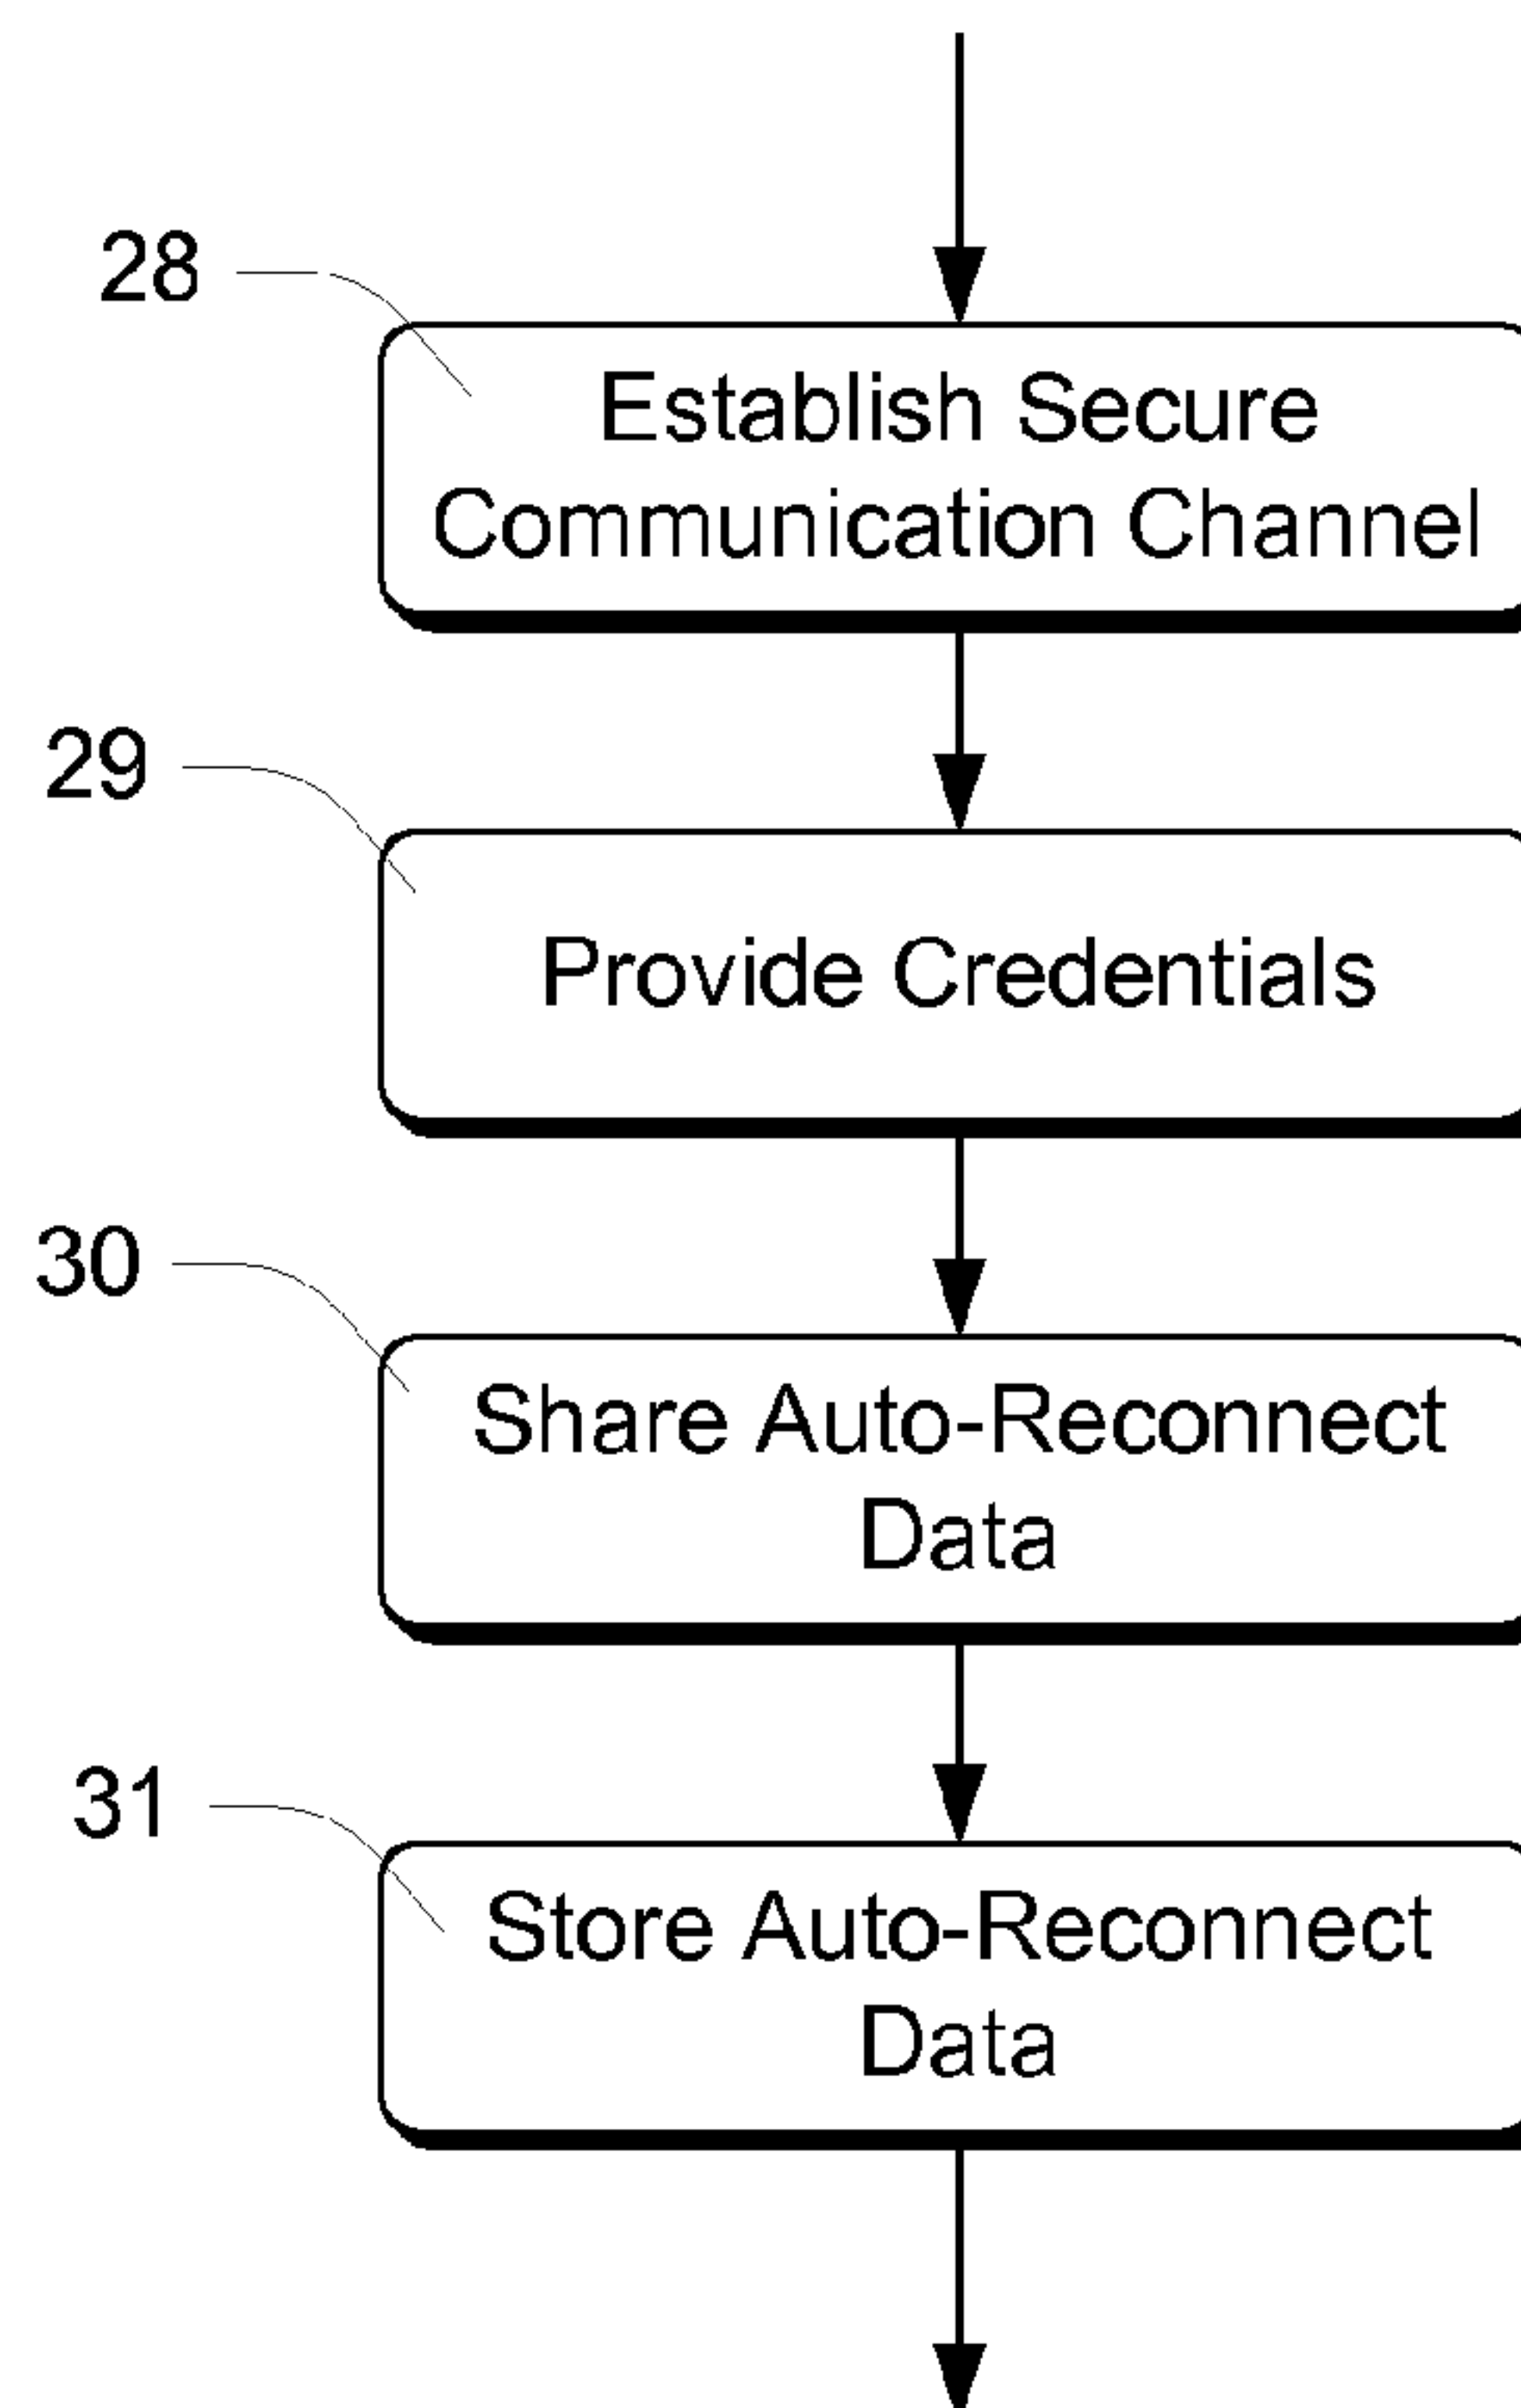 28
Establish Secure
Communication Channel
29
Provide Credentials
30
Share Auto-Reconnect
Data
31
Store Auto-Reconnect
Data